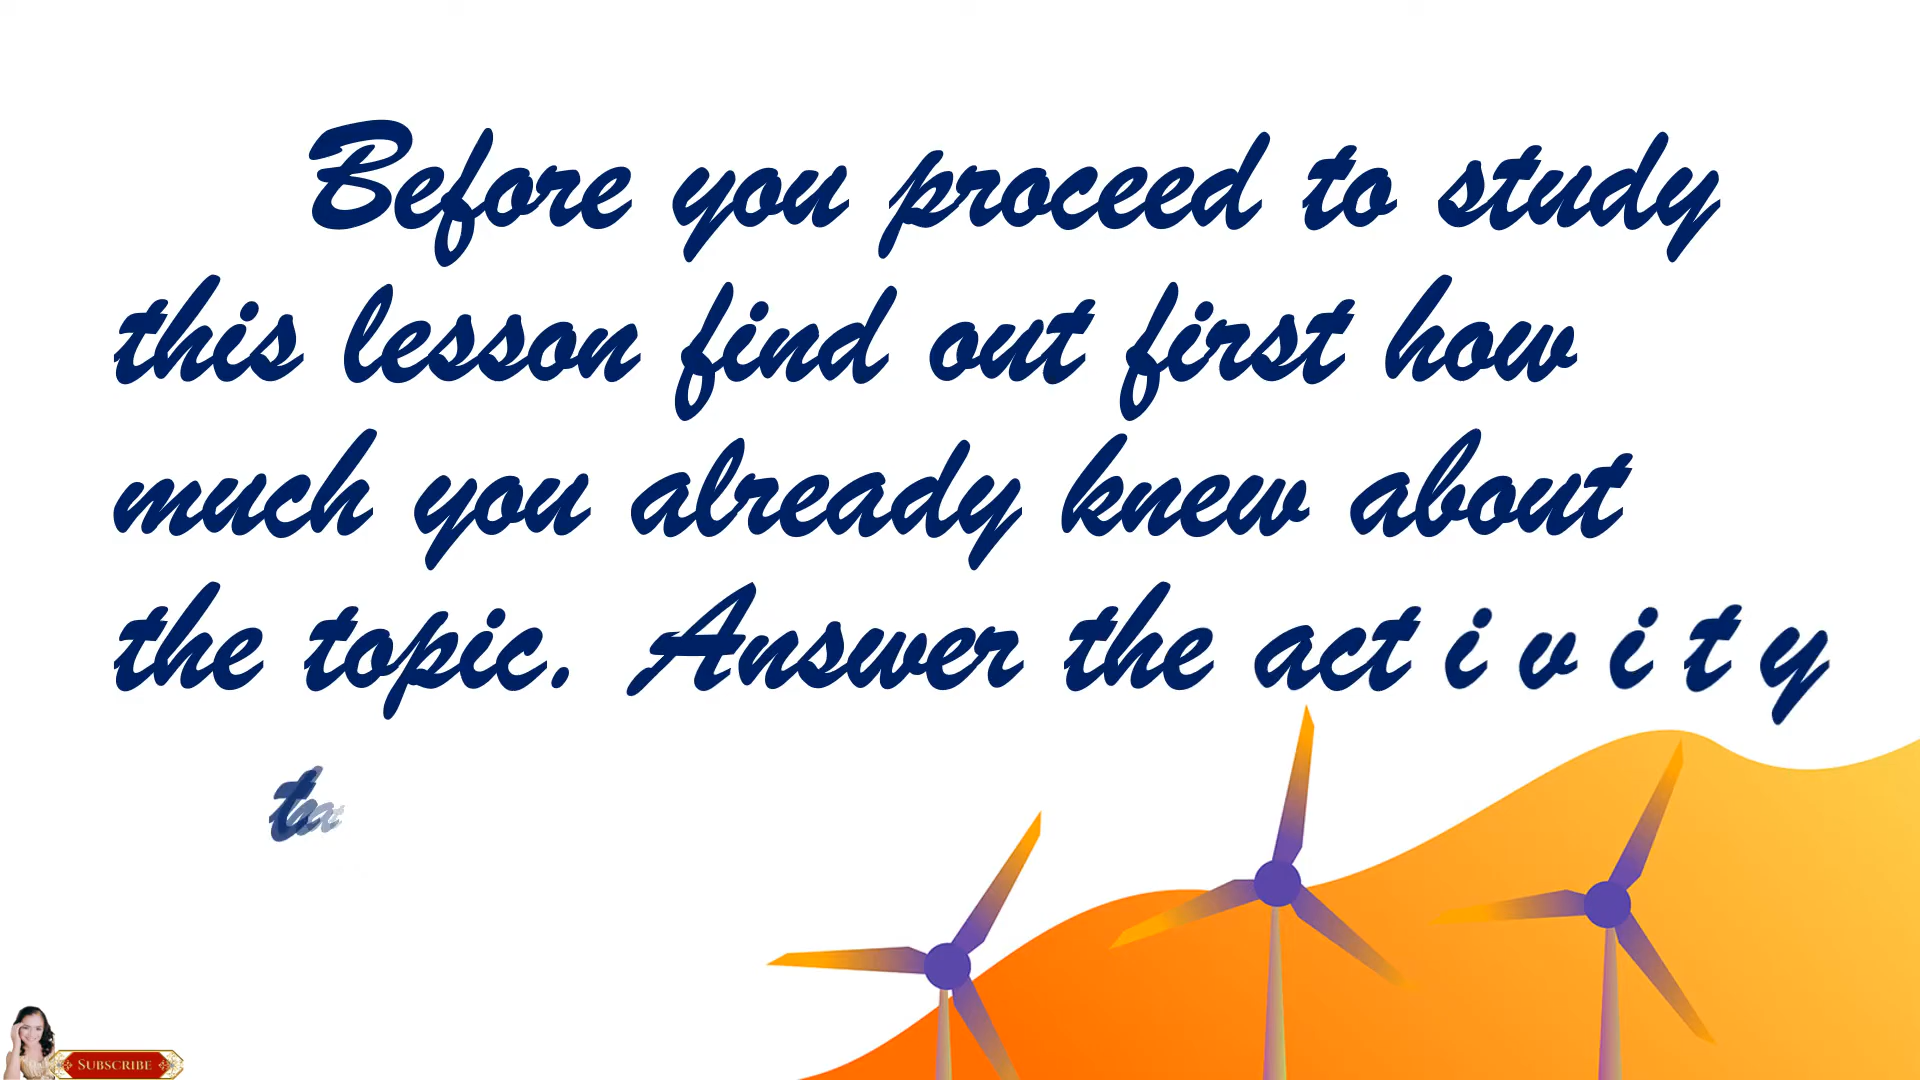 Before you proceed to study
this lesson find out first how
much you already knew about
the topic. Answer the activity
SUBSCRIBE